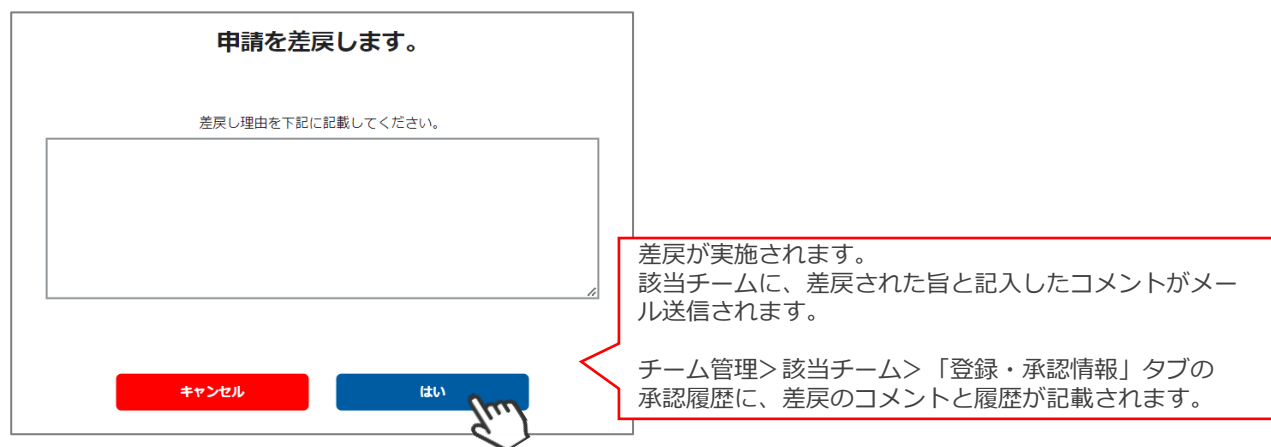 申請を差戻します。
差戻し理由を下記に記載してください。
キャンセル
はい
差戻が実施されます。
該当チームに、差戻された旨と記入したコメントがメー
ル送信されます。
チーム管理＞該当チーム＞「登録・承認情報」タブの
承認履歴に、差戻のコメントと履歴が記載されます。